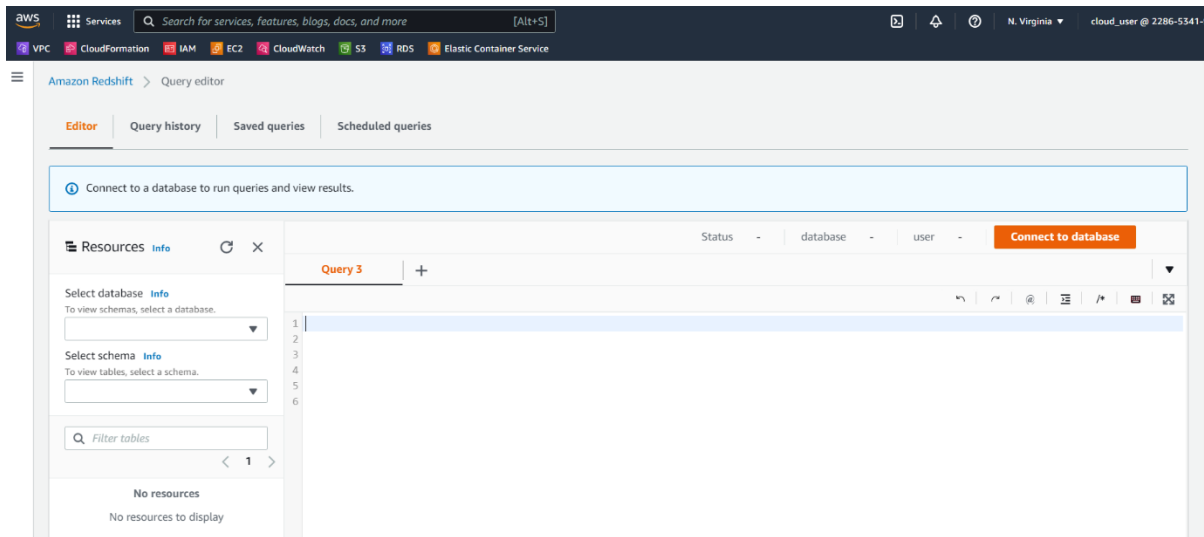 aws Services Search for services, features, blogs, docs, and more [Alt+S] N. Virginia ▼ cloud_user @ 2286-5341-
VPC CloudFormation IAM EC2 CloudWatch S3 RDS Elastic Container Service
Amazon Redshift > Query editor
Editor Query history Saved queries Scheduled queries
Connect to a database to run queries and view results.
Resources Info
Status - database - user - Connect to database
Query 3 +
Select database Info
To view schemas, select a database.
Select schema Info
To view tables, select a schema.
Filter tables
< 1 >
No resources
No resources to display
/*
1
2
3
4
5
6